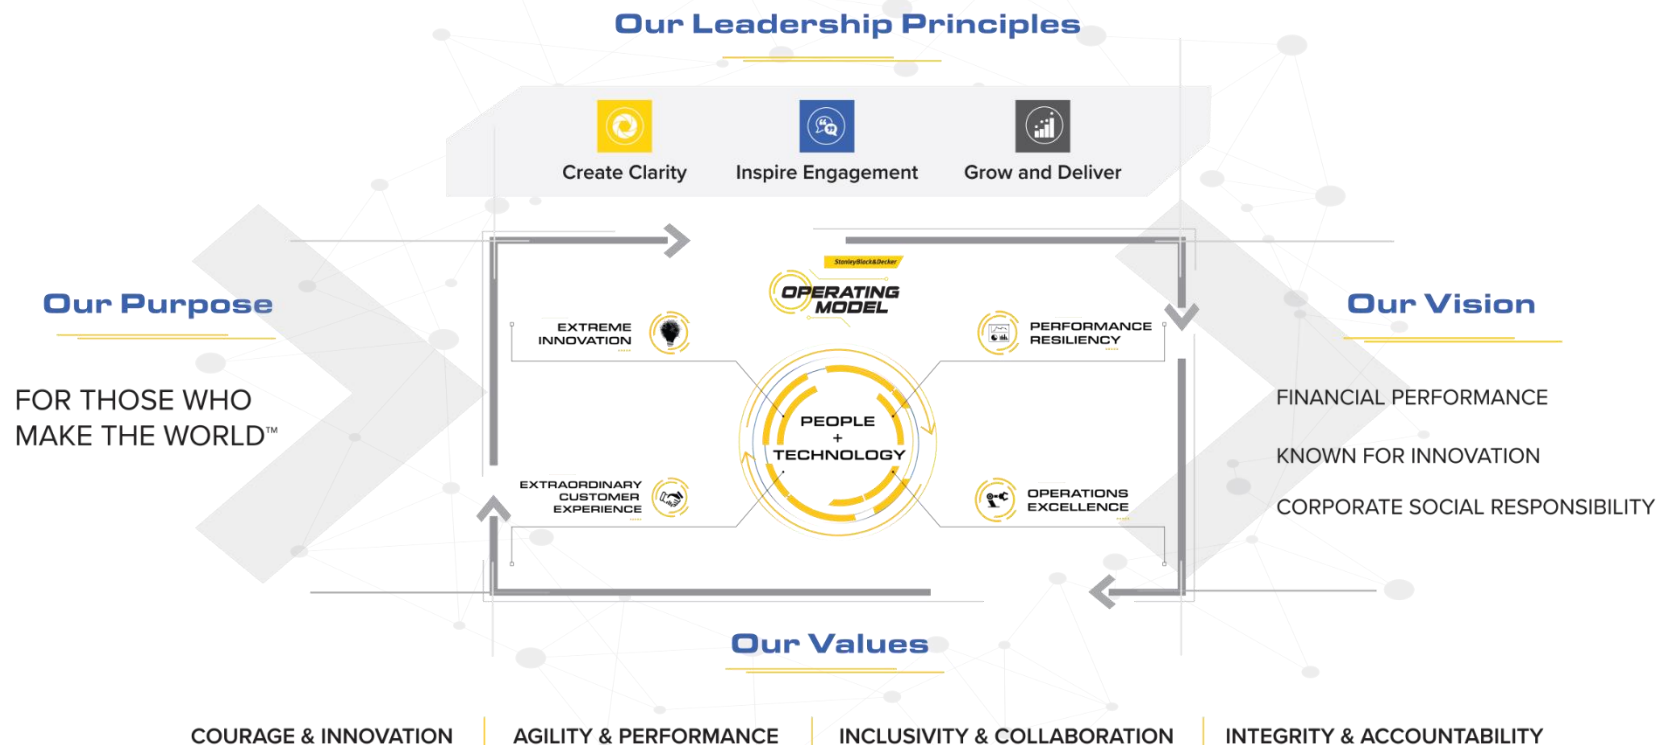 Our Leadership Principles
Create Clarity
Inspire Engagement
Grow and Deliver
Our Purpose
FOR THOSE WHO
MAKE THE WORLD™
StanleyBlack&Decker
OPERATING
MODEL
EXTREME
INNOVATION
PERFORMANCE
RESILIENCY
PEOPLE
+
TECHNOLOGY
EXTRAORDINARY
CUSTOMER
EXPERIENCE
OPERATIONS
EXCELLENCE
Our Vision
FINANCIAL PERFORMANCE
KNOWN FOR INNOVATION
CORPORATE SOCIAL RESPONSIBILITY
Our Values
COURAGE & INNOVATION
AGILITY & PERFORMANCE
INCLUSIVITY & COLLABORATION
INTEGRITY & ACCOUNTABILITY